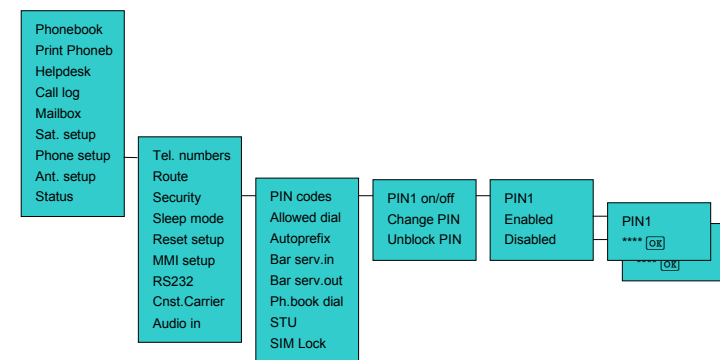 Phonebook
Print Phoneb
Helpdesk
Call log
Mailbox
Sat. setup
Phone setup
Ant. setup
Status
Tel. numbers
Route
Security
Sleep mode
Reset setup
MMI setup
RS232
Cnst.Carrier
Audio in
PIN codes
Allowed dial
Autoprefix
Bar serv.in
Bar serv.out
Ph.book dial
STU
SIM Lock
PIN1 on/off
Change PIN
Unblock PIN
PIN1
Enabled
Disabled
PIN1
**** OK
**** OK